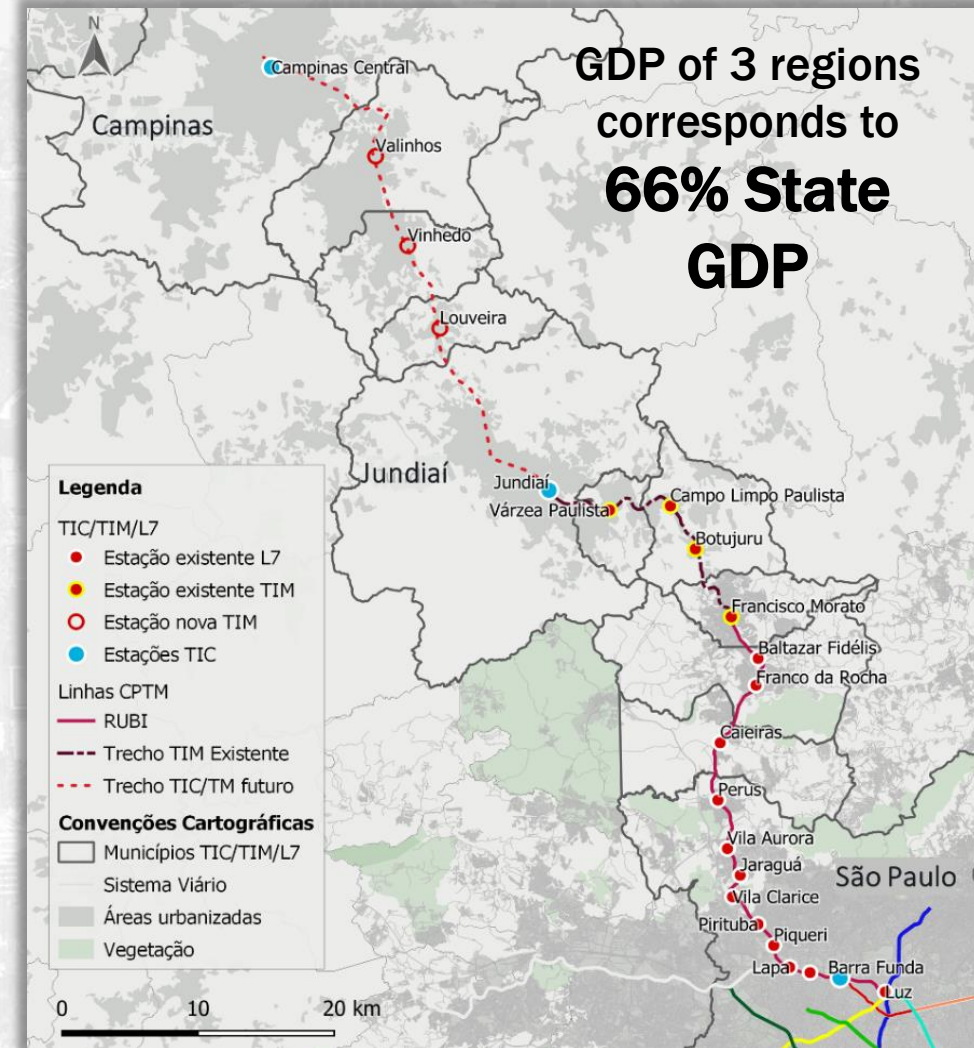 GDP of 3 regions
corresponds to
66% State
GDP
N
Campinas Central
Campinas
Valinhos
Vinhedo
Louveira
Jundiaí
Jundiaí
Várzea Paulista
Campo Limpo Paulista
Botujuru
Francisco Morato
Baltazar Fidélis
Franco da Rocha
Caieiras
Perus
Vila Aurora
Jaraguá
São Paulo
Vila Clarice
Pirituba
Piqueri
Lapa
Barra Funda
Luz
Legenda
TIC/TIM/L7
Estação existente L7
Estação existente TIM
Estação nova TIM
Estações TIC
Linhas CPTM
RUBI
Trecho TIM Existente
Trecho TIC/TM futuro
Convenções Cartográficas
Municípios TIC/TIM/L7
Sistema Viário
Áreas urbanizadas
Vegetação
0 10 20 km